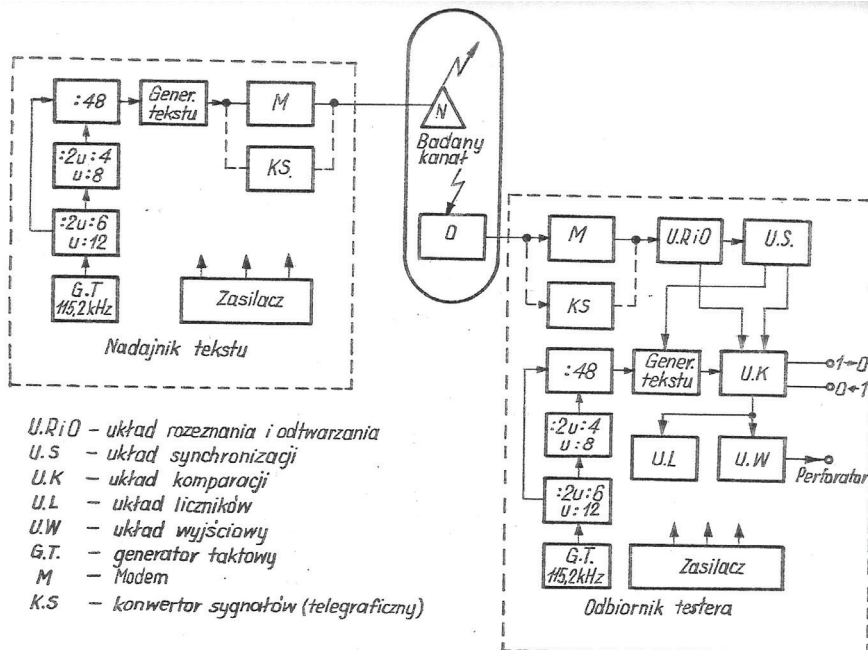 :48
Gener.
tekstu
M
KS.
:2u:4
u:8
:2u:6
u:12
G.T
115,2kHz
Zasilacz
Nadajnik tekstu
N
Badany
kanał
O
M
KS
U.RiO
U.S.
:48
Gener.
tekstu
U.K
1→0
0←1
:2u:4
u:8
U.L
U.W
Perforator
:2u:6
u:12
G.T.
115,2kHz
Zasilacz
Odbiornik testera
U.RiO – układ rozeznania i odtwarzania
U.S – układ synchronizacji
U.K – układ komparacji
U.L – układ liczników
U.W – układ wyjściowy
G.T. – generator taktowy
M – Modem
K.S – konwertor sygnałów (telegraficzny)